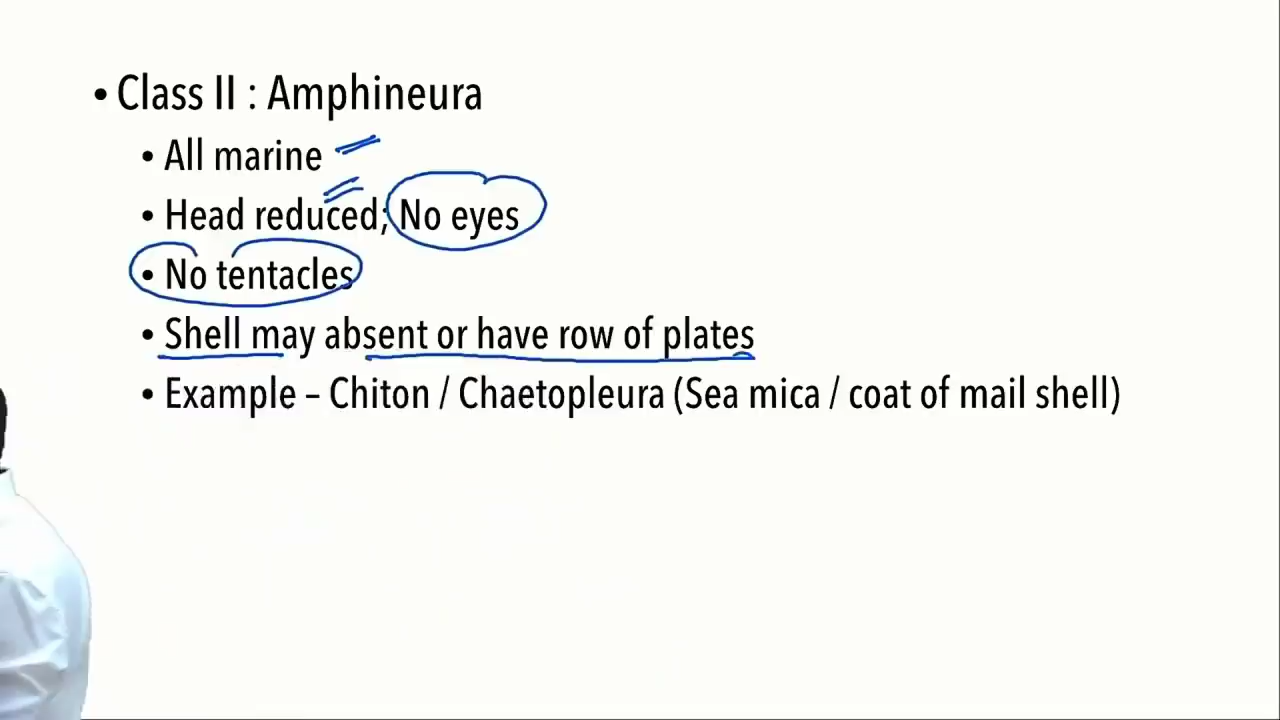 • Class II : Amphineura
• All marine
• Head reduced; No eyes
• No tentacles
• Shell may absent or have row of plates
• Example – Chiton / Chaetopleura (Sea mica / coat of mail shell)